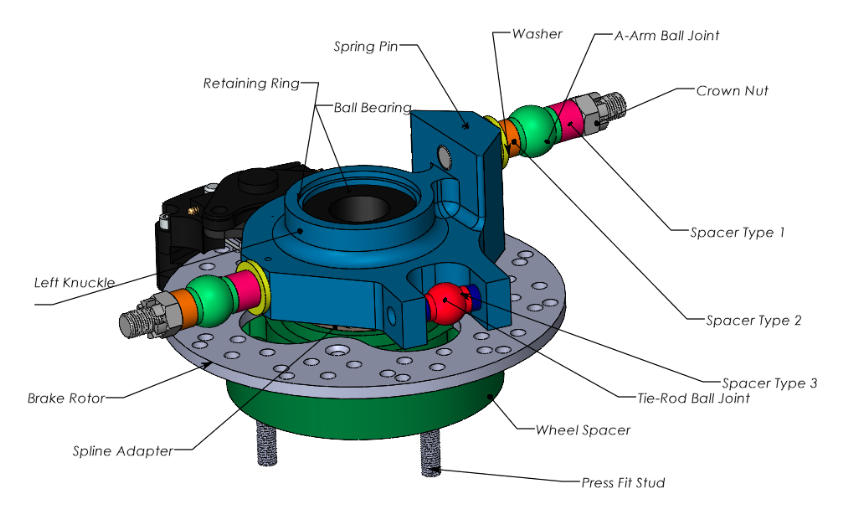 Washer
A-Arm Ball Joint
Spring Pin
Retaining Ring
Crown Nut
Ball Bearing
Spacer Type 1
Left Knuckle
Spacer Type 2
Spacer Type 3
Brake Rotor
Tie-Rod Ball Joint
Wheel Spacer
Spline Adapter
Press Fit Stud